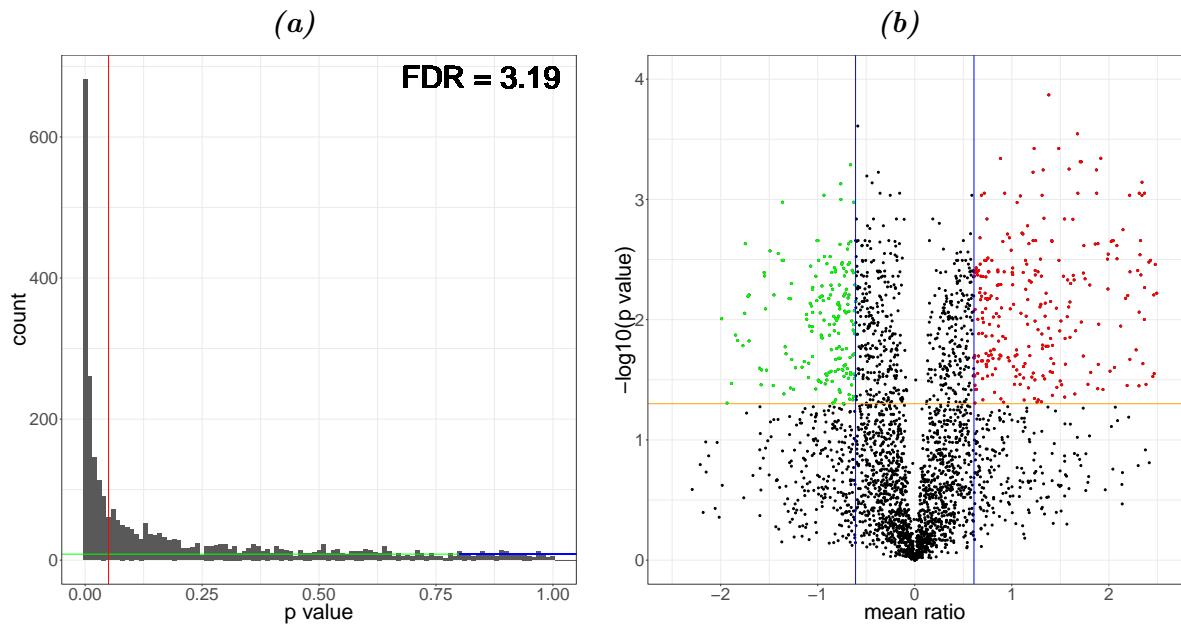 (a)
FDR = 3.19
count
600
400
200
0
0.00 0.25 0.50 0.75 1.00
p value
(b)
−log10(p value)
4
3
2
1
0
−2 −1 0 1 2
mean ratio